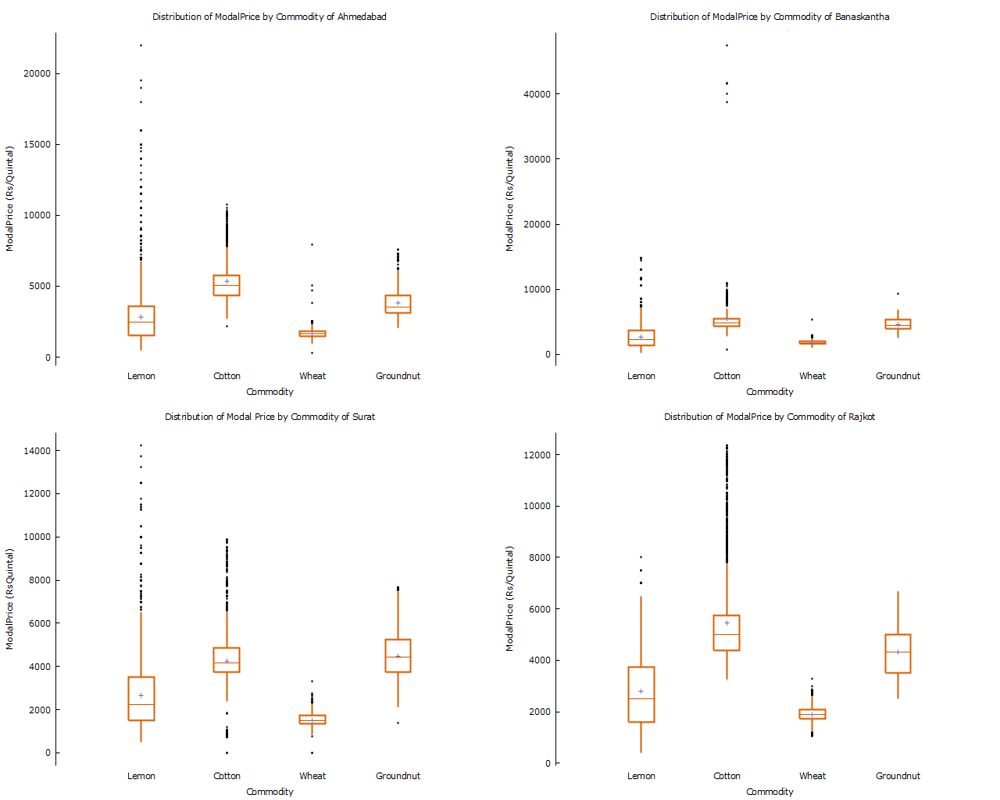 Distribution of ModalPrice by Commodity of Ahmedabad
ModalPrice (Rs/Quintal)
20000
15000
10000
5000
0
Lemon Cotton Wheat Groundnut
Commodity
Distribution of ModalPrice by Commodity of Banaskantha
ModalPrice (Rs/Quintal)
40000
30000
20000
10000
0
Lemon Cotton Wheat Groundnut
Commodity
Distribution of Modal Price by Commodity of Surat
ModalPrice (RsQuintal)
14000
12000
10000
8000
6000
4000
2000
0
Lemon Cotton Wheat Groundnut
Commodity
Distribution of ModalPrice by Commodity of Rajkot
ModalPrice (Rs/Quintal)
12000
10000
8000
6000
4000
2000
0
Lemon Cotton Wheat Groundnut
Commodity